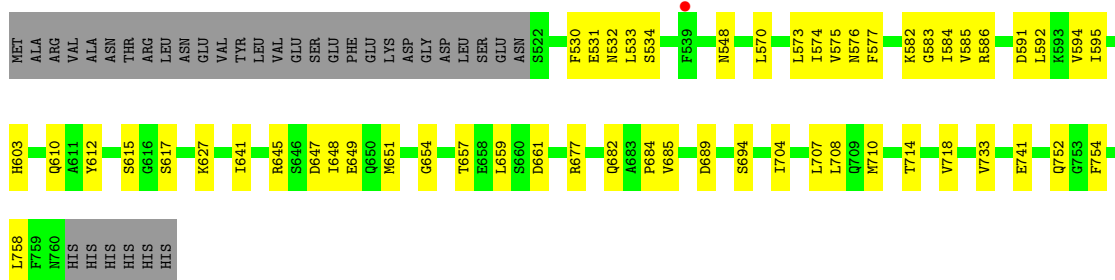 MET ALA ARG VAL ALA ASN THR ARG LEU ASN GLU VAL TYR LEU VAL GLU SER GLU PHE GLU LYS ASP GLY ASP LEU SER GLU ASN S522 F530 E531 N532 L533 S534 F539 N548 L570 L573 I574 V575 N576 F577 K582 G583 I584 V585 R586 D591 L592 K593 V594 I595
H603 Q610 A611 Y612 S615 G616 S617 K627 I641 R645 S646 D647 I648 E649 Q650 M651 G654 T657 E658 L659 S660 D661 R677 Q682 A683 P684 V685 D689 S694 I704 L707 L708 Q709 M710 T714 V718 V733 E741 Q752 G753 F754
L758 F759 N760 HIS HIS HIS HIS HIS HIS